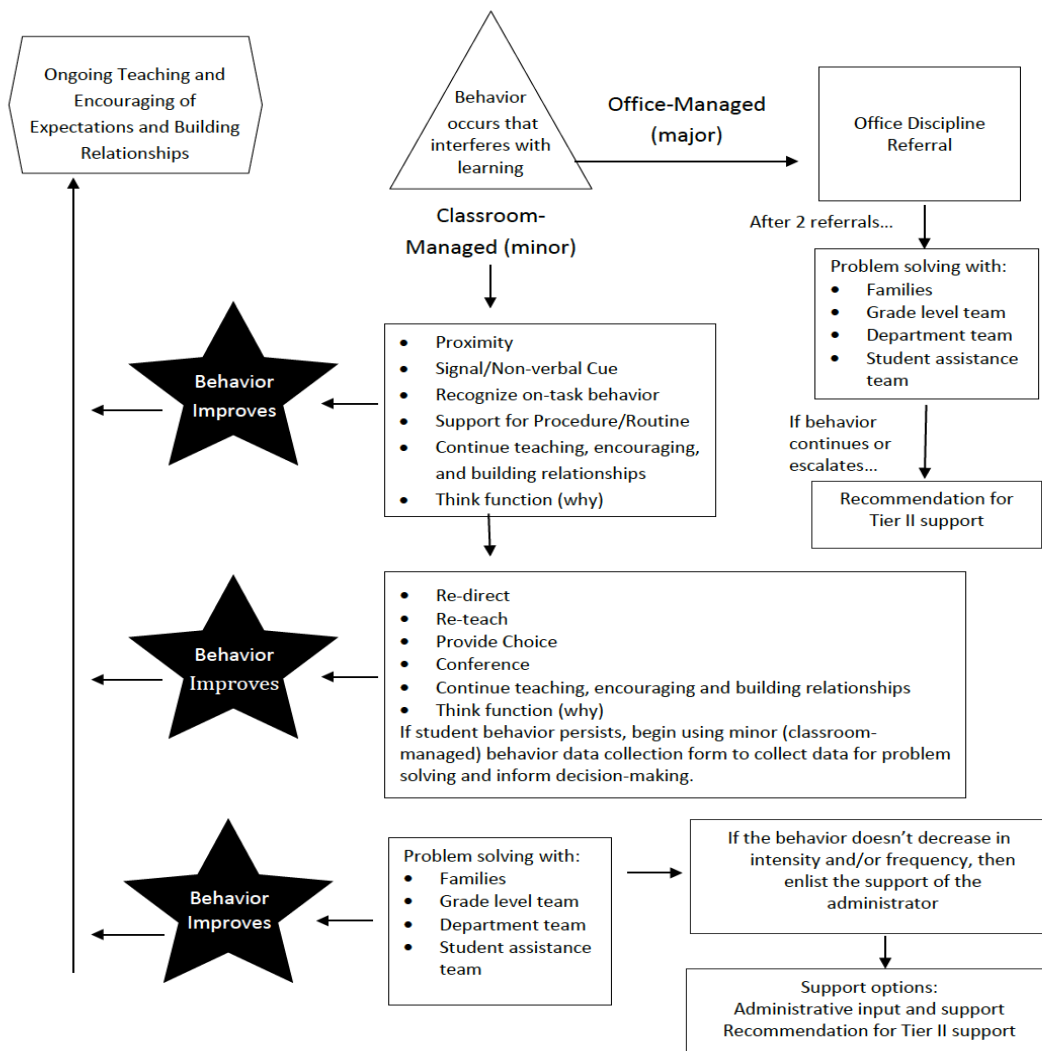 Ongoing Teaching and
Encouraging of
Expectations and Building
Relationships
Behavior
occurs that
interferes with
learning
Office-Managed
(major)
Office Discipline
Referral
After 2 referrals...
Problem solving with:
• Families
• Grade level team
• Department team
• Student assistance
team
If behavior
continues or
escalates...
Recommendation for
Tier II support
Classroom-
Managed (minor)
• Proximity
• Signal/Non-verbal Cue
• Recognize on-task behavior
• Support for Procedure/Routine
• Continue teaching, encouraging,
and building relationships
• Think function (why)
Behavior
Improves
• Re-direct
• Re-teach
• Provide Choice
• Conference
• Continue teaching, encouraging and building relationships
• Think function (why)
If student behavior persists, begin using minor (classroom-
managed) behavior data collection form to collect data for problem
solving and inform decision-making.
Behavior
Improves
Problem solving with:
• Families
• Grade level team
• Department team
• Student assistance
team
Behavior
Improves
If the behavior doesn't decrease in
intensity and/or frequency, then
enlist the support of the
administrator
Support options:
Administrative input and support
Recommendation for Tier II support